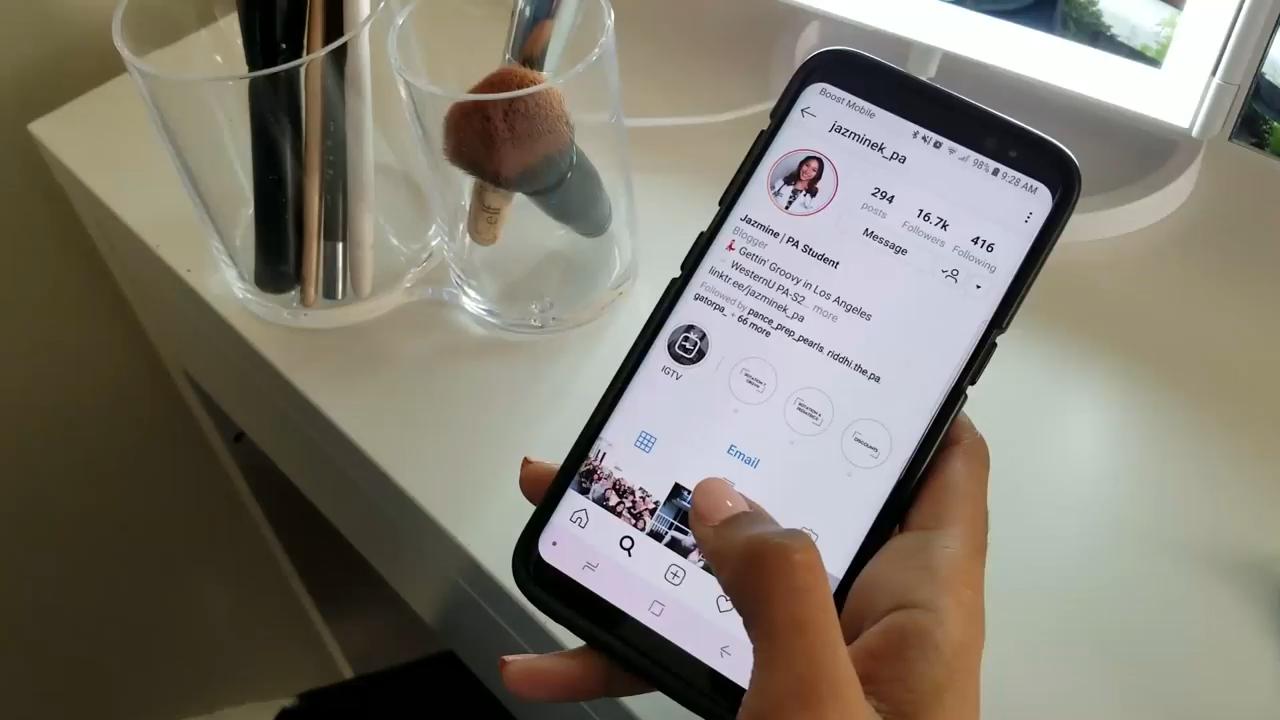 Boost Mobile
98% 9:28 AM
jazminek_pa
294 16.7k 416
posts Followers Following
Message
Jazmine | PA Student
Blogger
💃 Gettin' Groovy in Los Angeles
WesternU PA-S2... more
linktr.ee/jazminek_pa
Followed by pance_prep_pearls, riddhi.the.pa,
gatorpa_ + 66 more
IGTV
DISCOUNTS
Email
elf